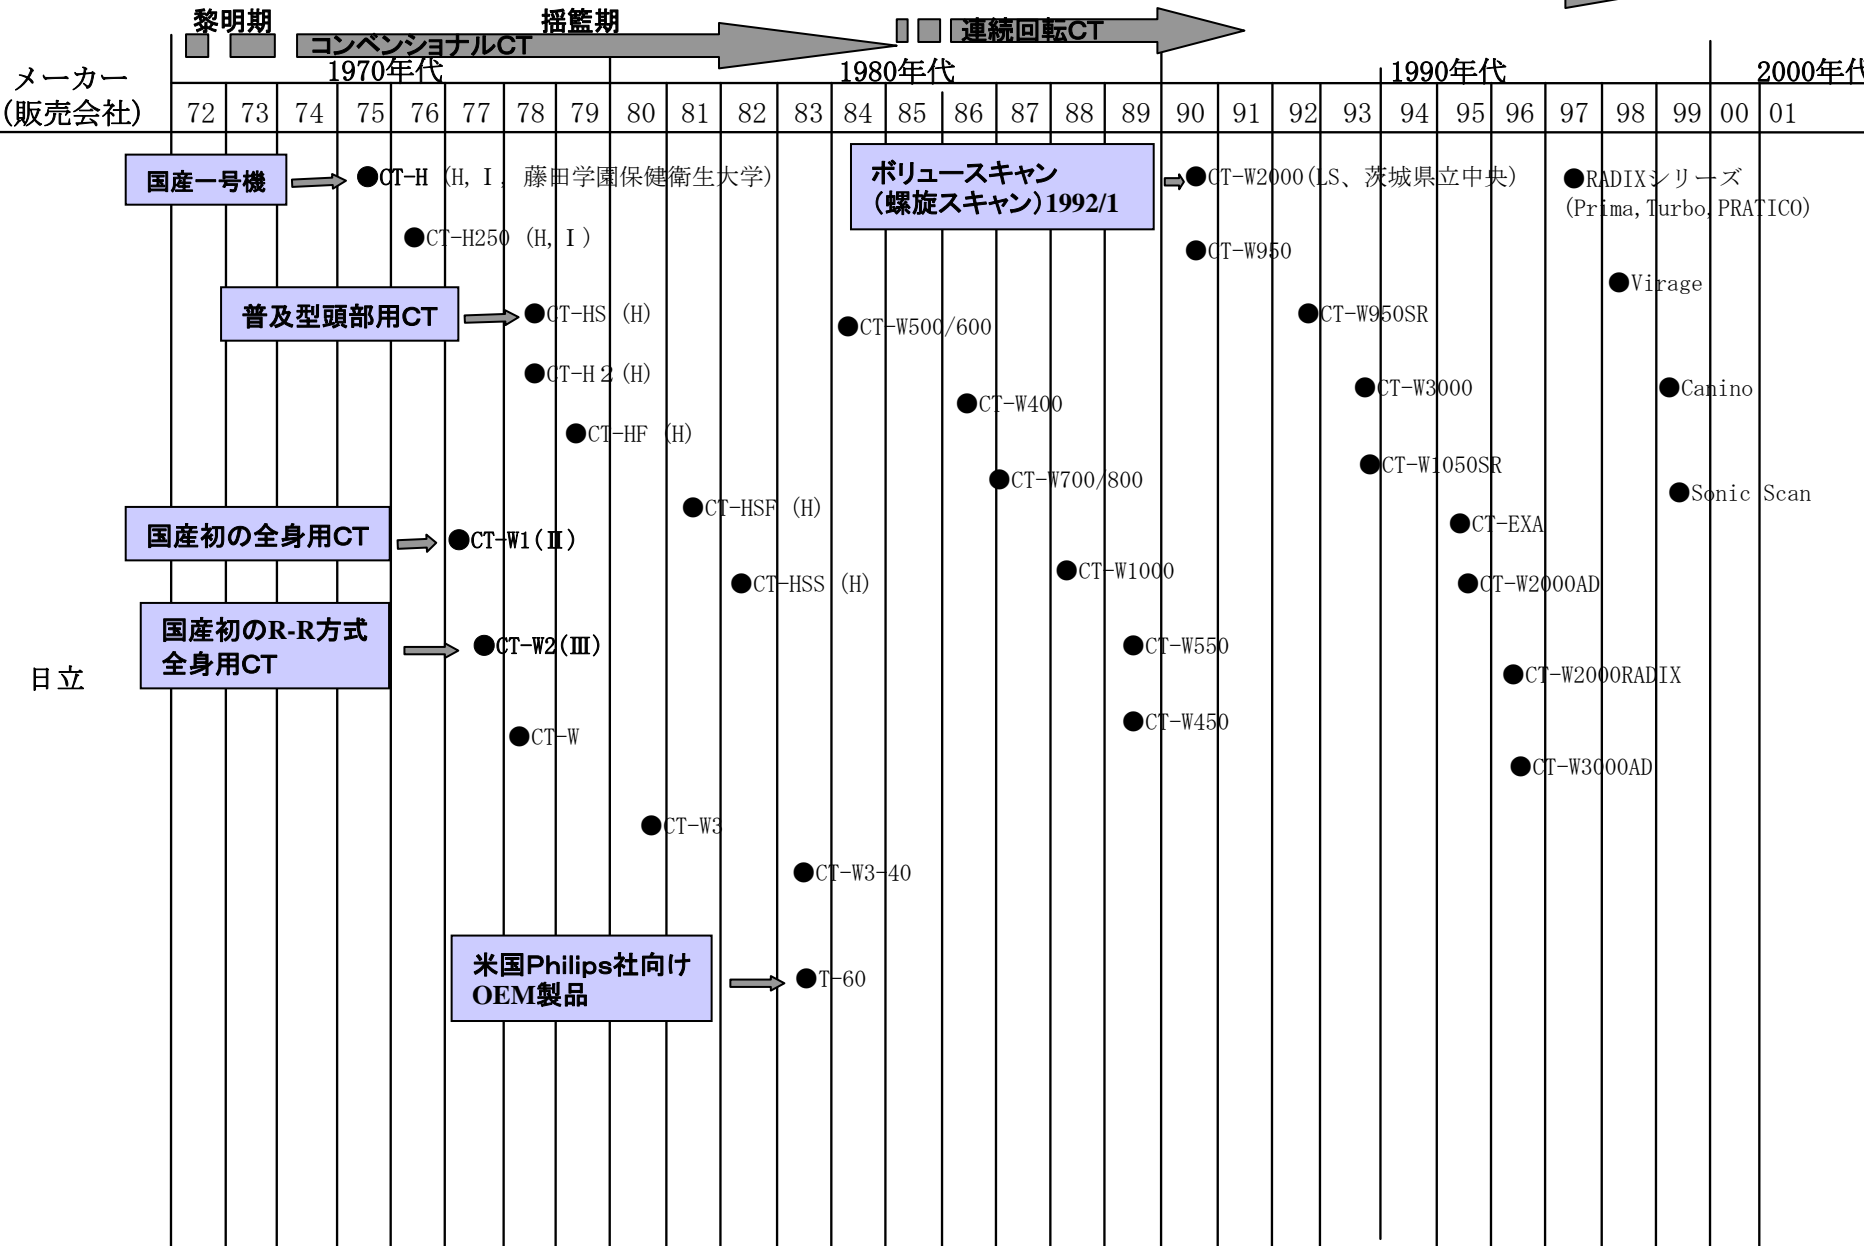 黎明期
揺籃期
コンベンショナルCT
連続回転CT
メーカー
(販売会社)
1970年代
1980年代
1990年代
2000年代
72 73 74 75 76 77 78 79 80 81 82 83 84 85 86 87 88 89 90 91 92 93 94 95 96 97 98 99 00 01
国産一号機
●CT-H (H,Ⅰ, 藤田学園保健衛生大学)
ボリュースキャン
(螺旋スキャン)1992/1
●CT-W2000(LS、茨城県立中央)
●RADIXシリーズ
(Prima,Turbo,PRATICO)
●CT-H250 (H,Ⅰ)
●CT-W950
●Virage
普及型頭部用CT
●CT-HS (H)
●CT-W500/600
●CT-W950SR
●CT-H2(H)
●CT-W400
●CT-W3000
●Canino
●CT-HF (H)
●CT-W700/800
●CT-W1050SR
●Sonic Scan
●CT-HSF (H)
●CT-EXA
国産初の全身用CT
●CT-W1(Ⅱ)
●CT-HSS (H)
●CT-W1000
●CT-W2000AD
国産初のR-R方式
全身用CT
●CT-W2(Ⅲ)
●CT-W550
●CT-W2000RADIX
日立
●CT-W
●CT-W450
●CT-W3000AD
●CT-W3
●CT-W3-40
米国Philips社向け
OEM製品
●T-60